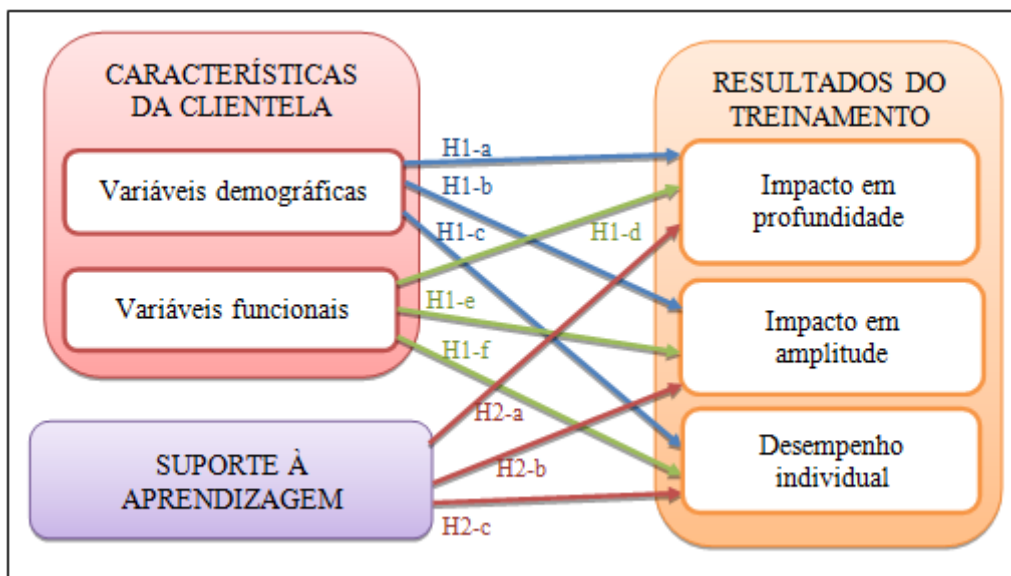 CARACTERÍSTICAS
DA CLIENTELA
Variáveis demográficas
Variáveis funcionais
SUPORTE À
APRENDIZAGEM
H1-a
H1-b
H1-c
H1-d
H1-e
H1-f
H2-a
H2-b
H2-c
RESULTADOS DO
TREINAMENTO
Impacto em
profundidade
Impacto em
amplitude
Desempenho
individual